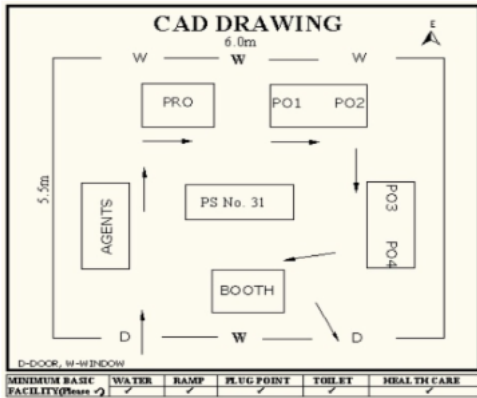 CAD DRAWING
6.0m
E
W W W
PRO
PO1 PO2
5.5m
AGENTS
PS No. 31
PO3
PO4
BOOTH
D W D
D-DOOR, W-WINDOW
MINIMUM BASIC FACILITY(Please ✓) WATER RAMP PLUG POINT TOILET HEALTH CARE
✓ ✓ ✓ ✓ ✓